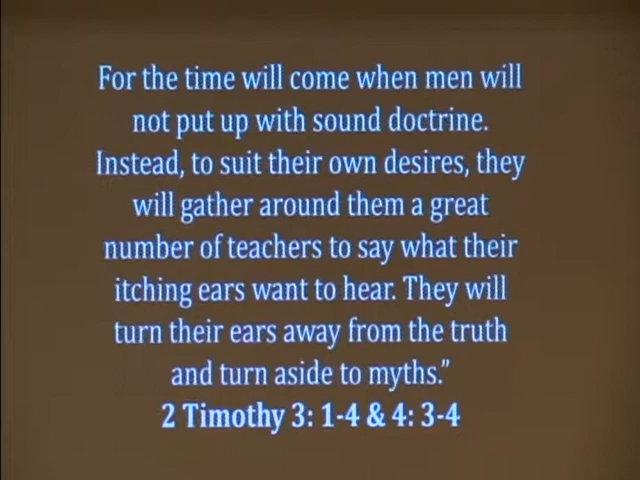 For the time will come when men will
not put up with sound doctrine.
Instead, to suit their own desires, they
will gather around them a great
number of teachers to say what their
itching ears want to hear. They will
turn their ears away from the truth
and turn aside to myths.”
2 Timothy 3: 1-4 & 4: 3-4